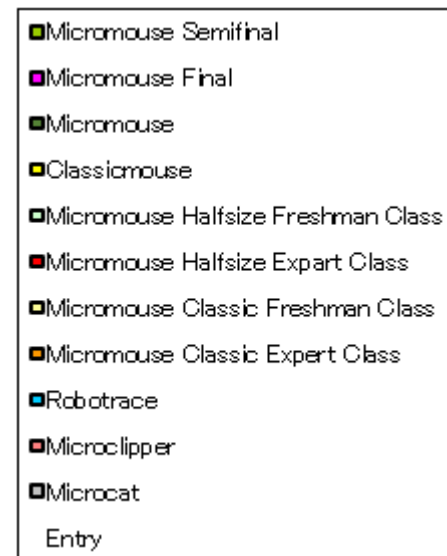 Micromouse Semifinal
Micromouse Final
Micromouse
Classicmouse
Micromouse Halfsize Freshman Class
Micromouse Halfsize Expart Class
Micromouse Classic Freshman Class
Micromouse Classic Expert Class
Robotrace
Microclipper
Microcat
Entry